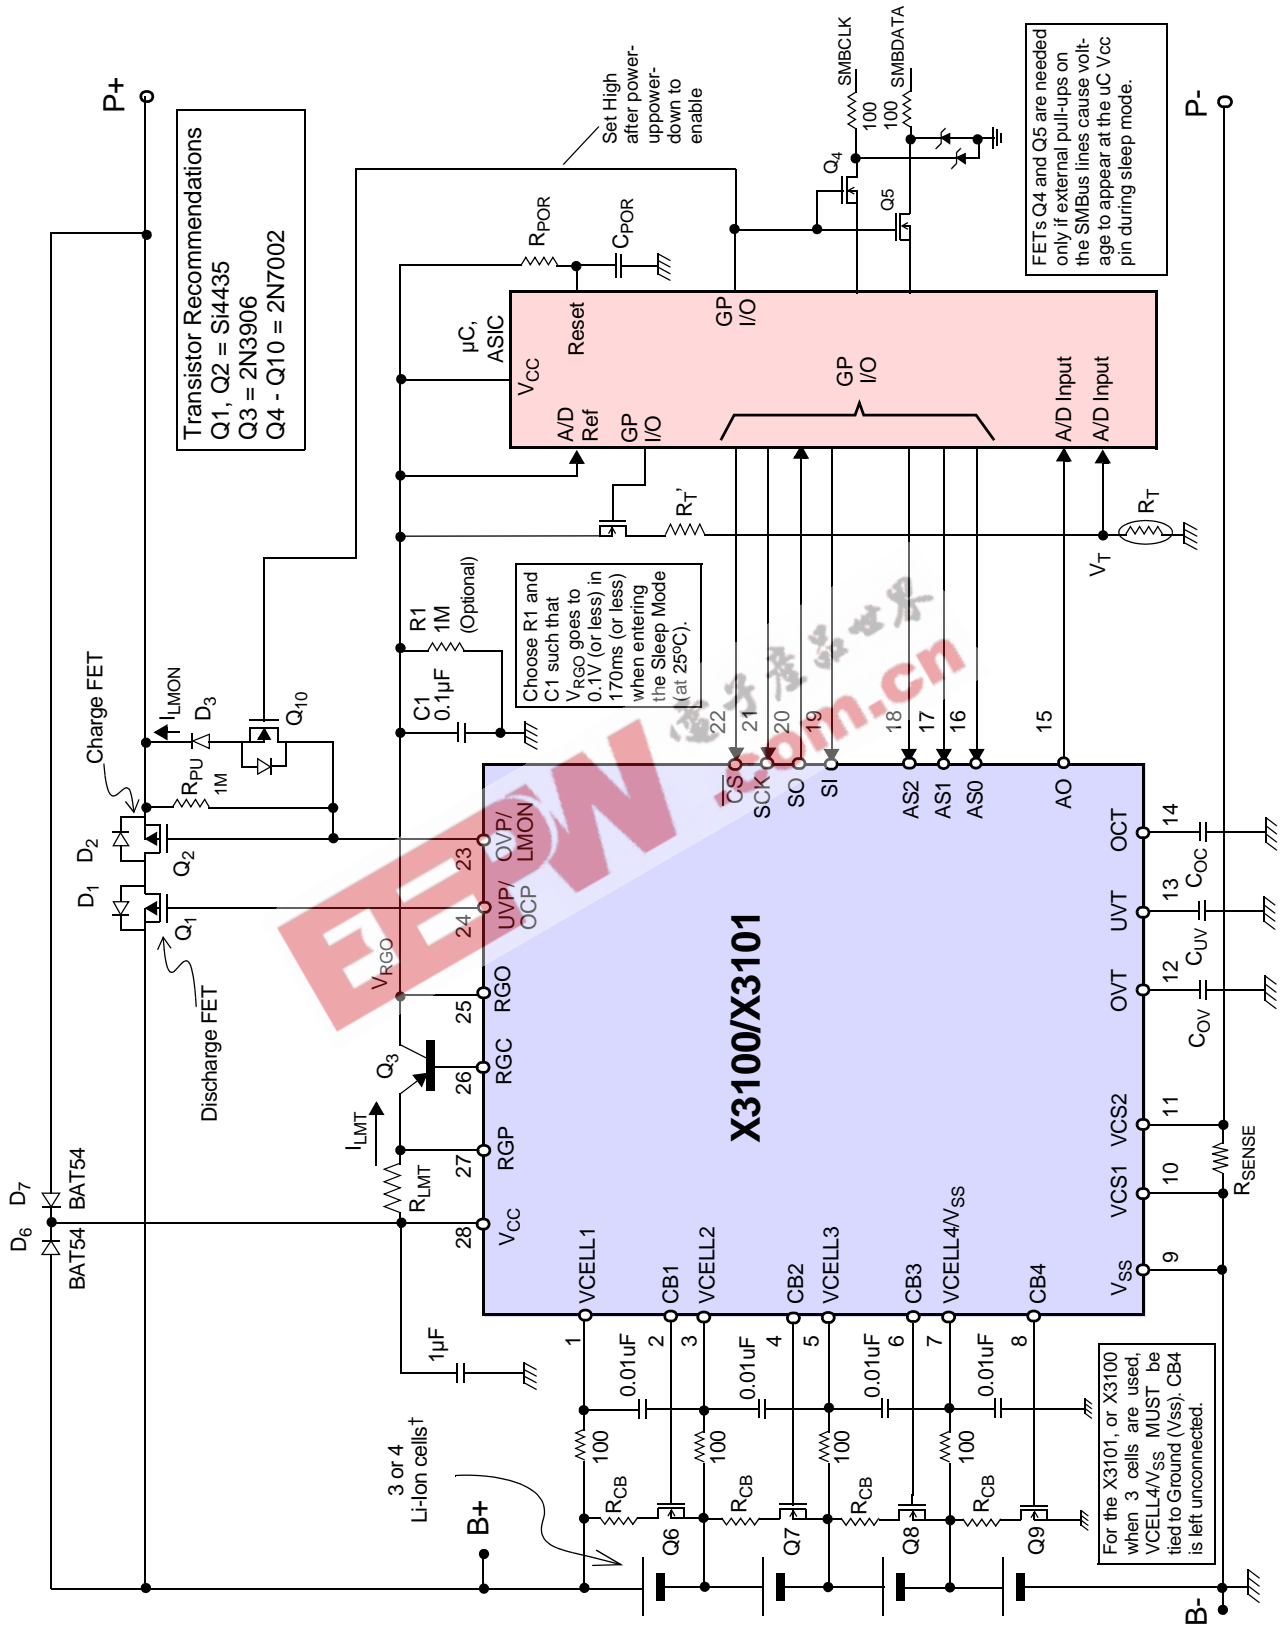 P+
Transistor Recommendations
Q1, Q2 = Si4435
Q3 = 2N3906
Q4 - Q10 = 2N7002
Set High
after power-
uppower-
down to
enable
SMBCLK
SMBDATA
100
100
FETs Q4 and Q5 are needed
only if external pull-ups on
the SMBus lines cause volt-
age to appear at the uC Vcc
pin during sleep mode.
P-
Q4
Q5
RPOR
CPOR
µC,
ASIC
VCC
Reset
GP
I/O
A/D
Ref
GP
I/O
GP
I/O
A/D Input
A/D Input
RT'
RT
VT
Charge FET
ILMON
D3
Q10
RPU
1M
D2
Q2
D1
Q1
Discharge FET
R1
1M
(Optional)
C1
0.1µF
Choose R1 and
C1 such that
VRGO goes to
0.1V (or less) in
170ms (or less)
when entering
the Sleep Mode
(at 25ºC).
電子產品世界
EEPW
.com.cn
VRGO
Q3
ILMT
RLMT
D7
BAT54
D6
BAT54
1µF
28
VCC
27
RGP
26
RGC
25
RGO
24
UVP/
OCP
23
OVP/
LMON
22
CS
21
SCK
20
SO
19
SI
18
AS2
17
AS1
16
AS0
15
AO
X3100/X3101
14
OCT
COC
13
UVT
CUV
12
OVT
COV
11
VCS2
10
VCS1
RSENSE
9
VSS
VCELL1
1
CB1
2
VCELL2
3
CB2
4
VCELL3
5
CB3
6
VCELL4/VSS
7
CB4
8
0.01uF
0.01uF
0.01uF
0.01uF
100
100
100
100
RCB
RCB
RCB
RCB
Q6
Q7
Q8
Q9
3 or 4
Li-Ion cells†
B+
B-
For the X3101, or X3100
when 3 cells are used,
VCELL4/VSS MUST be
tied to Ground (Vss). CB4
is left unconnected.